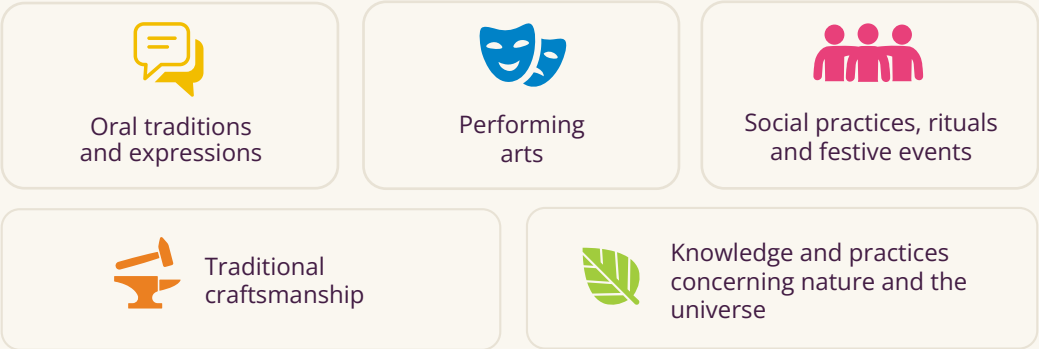 Oral traditions
and expressions
Performing
arts
Social practices, rituals
and festive events
Traditional
craftsmanship
Knowledge and practices
concerning nature and the
universe